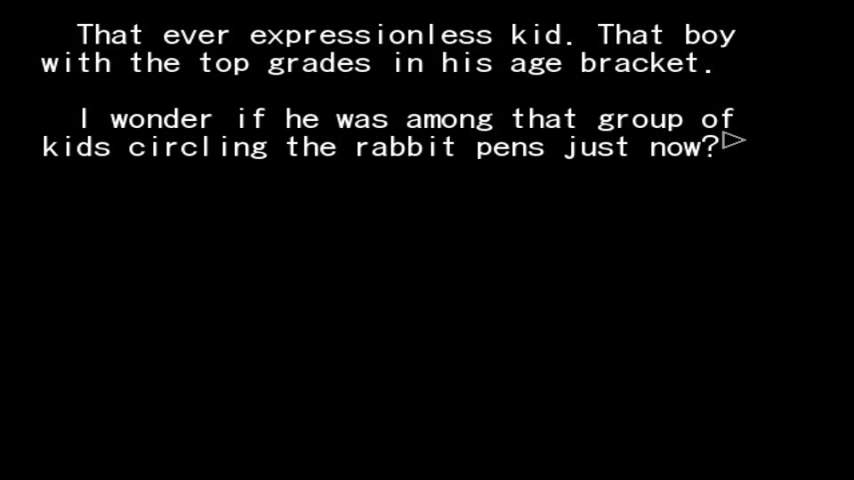 That ever expressionless kid. That boy
with the top grades in his age bracket.
I wonder if he was among that group of
kids circling the rabbit pens just now?